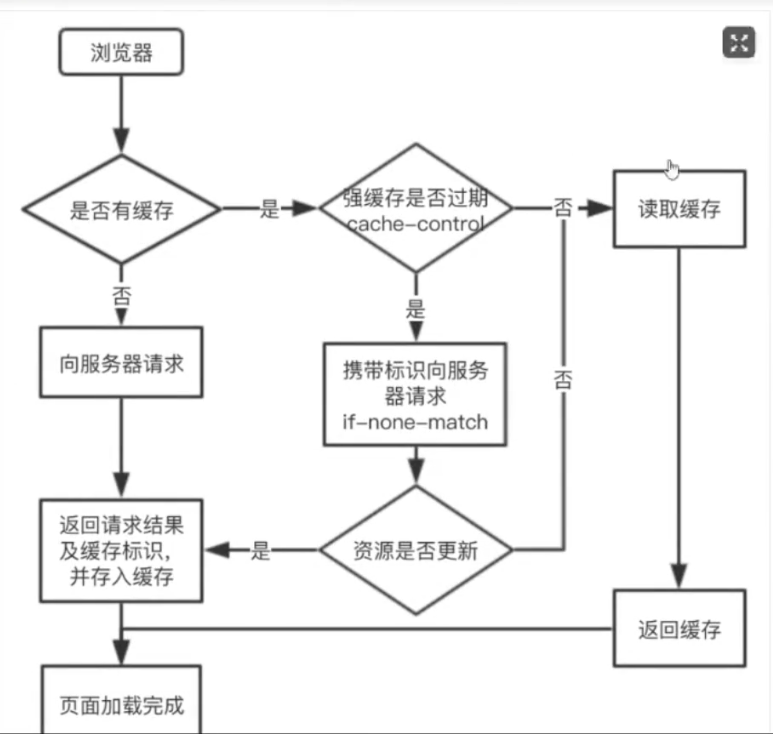 浏览器
是否有缓存
是
强缓存是否过期
cache-control
否
读取缓存
否
是
向服务器请求
携带标识向服务
器请求
if-none-match
否
返回请求结果
及缓存标识，
并存入缓存
是
资源是否更新
返回缓存
页面加载完成